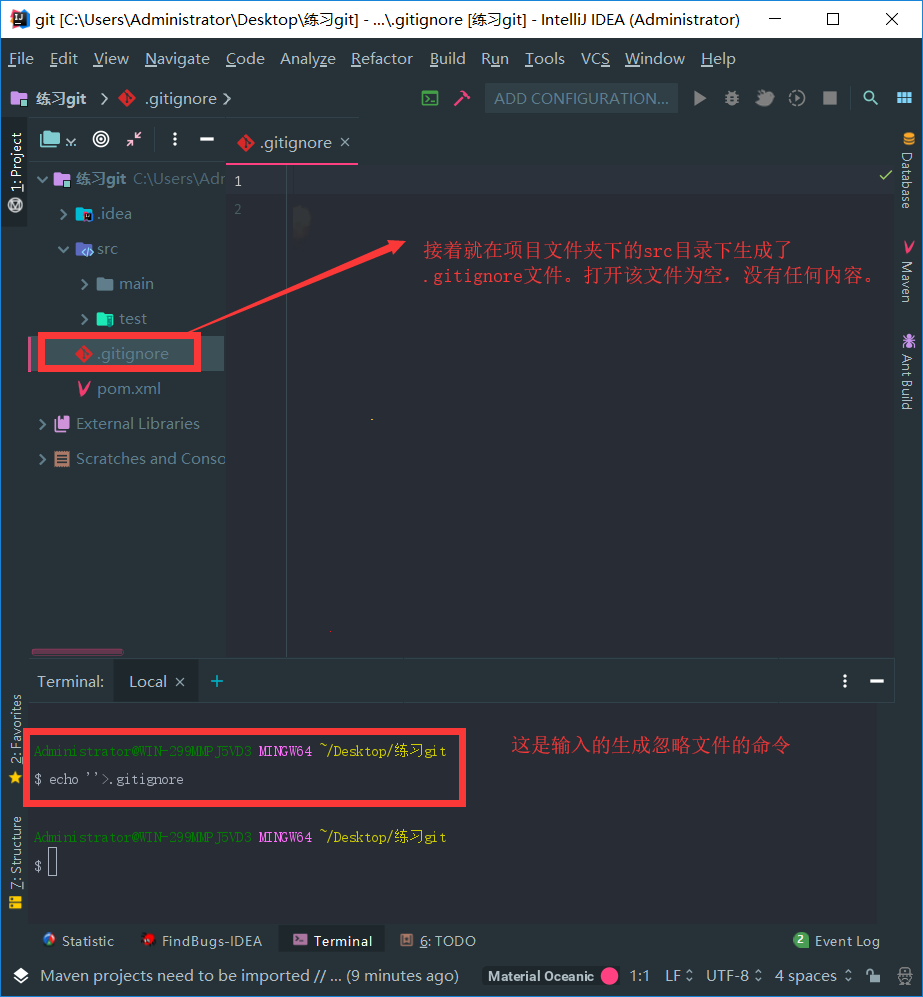 git [C:\Users\Administrator\Desktop\练习git] - ...\.gitignore [练习git] - IntelliJ IDEA (Administrator)
File Edit View Navigate Code Analyze Refactor Build Run Tools VCS Window Help
练习git .gitignore ADD CONFIGURATION...
1: Project
.gitignore
练习git C:\Users\Adr
.idea
src
main
test
.gitignore
pom.xml
External Libraries
Scratches and Conso
1
2
接着就在项目文件夹下的src目录下生成了
.gitignore文件。打开该文件为空，没有任何内容。
Database
Maven
Ant Build
Terminal: Local
2: Favorites
7: Structure
Administrator@WIN-299MMPJ5VD3 MINGW64 ~/Desktop/练习git
$ echo ''>.gitignore
这是输入的生成忽略文件的命令
Administrator@WIN-299MMPJ5VD3 MINGW64 ~/Desktop/练习git
$
Statistic FindBugs-IDEA Terminal 6: TODO 2 Event Log
Maven projects need to be imported // ... (9 minutes ago) Material Oceanic 1:1 LF UTF-8 4 spaces